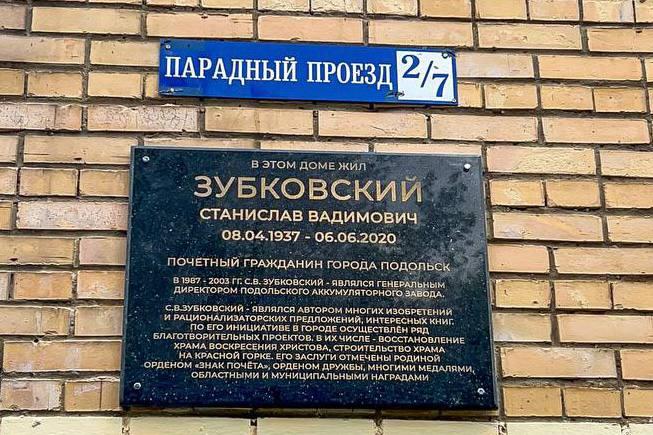 ПАРАДНЫЙ ПРОЕЗД 2/7
В ЭТОМ ДОМЕ ЖИЛ
ЗУБКОВСКИЙ
СТАНИСЛАВ ВАДИМОВИЧ
08.04.1937 - 06.06.2020
ПОЧЕТНЫЙ ГРАЖДАНИН ГОРОДА ПОДОЛЬСК
В 1987 - 2003 ГГ. С.В. ЗУБКОВСКИЙ - ЯВЛЯЛСЯ ГЕНЕРАЛЬНЫМ
ДИРЕКТОРОМ ПОДОЛЬСКОГО АККУМУЛЯТОРНОГО ЗАВОДА.
С.В.ЗУБКОВСКИЙ - ЯВЛЯЛСЯ АВТОРОМ МНОГИХ ИЗОБРЕТЕНИЙ
И РАЦИОНАЛИЗАТОРСКИХ ПРЕДЛОЖЕНИЙ, ИНТЕРЕСНЫХ КНИГ.
ПО ЕГО ИНИЦИАТИВЕ В ГОРОДЕ ОСУЩЕСТВЛЁН РЯД
БЛАГОТВОРИТЕЛЬНЫХ ПРОЕКТОВ. В ИХ ЧИСЛЕ - ВОССТАНОВЛЕНИЕ
ХРАМА ВОСКРЕСЕНИЯ ХРИСТОВА, СТРОИТЕЛЬСТВО ХРАМА
НА КРАСНОЙ ГОРКЕ. ЕГО ЗАСЛУГИ ОТМЕЧЕНЫ РОДИНОЙ
ОРДЕНОМ «ЗНАК ПОЧЁТА», ОРДЕНОМ ДРУЖБЫ, МНОГИМИ МЕДАЛЯМИ,
ОБЛАСТНЫМИ И МУНИЦИПАЛЬНЫМИ НАГРАДАМИ